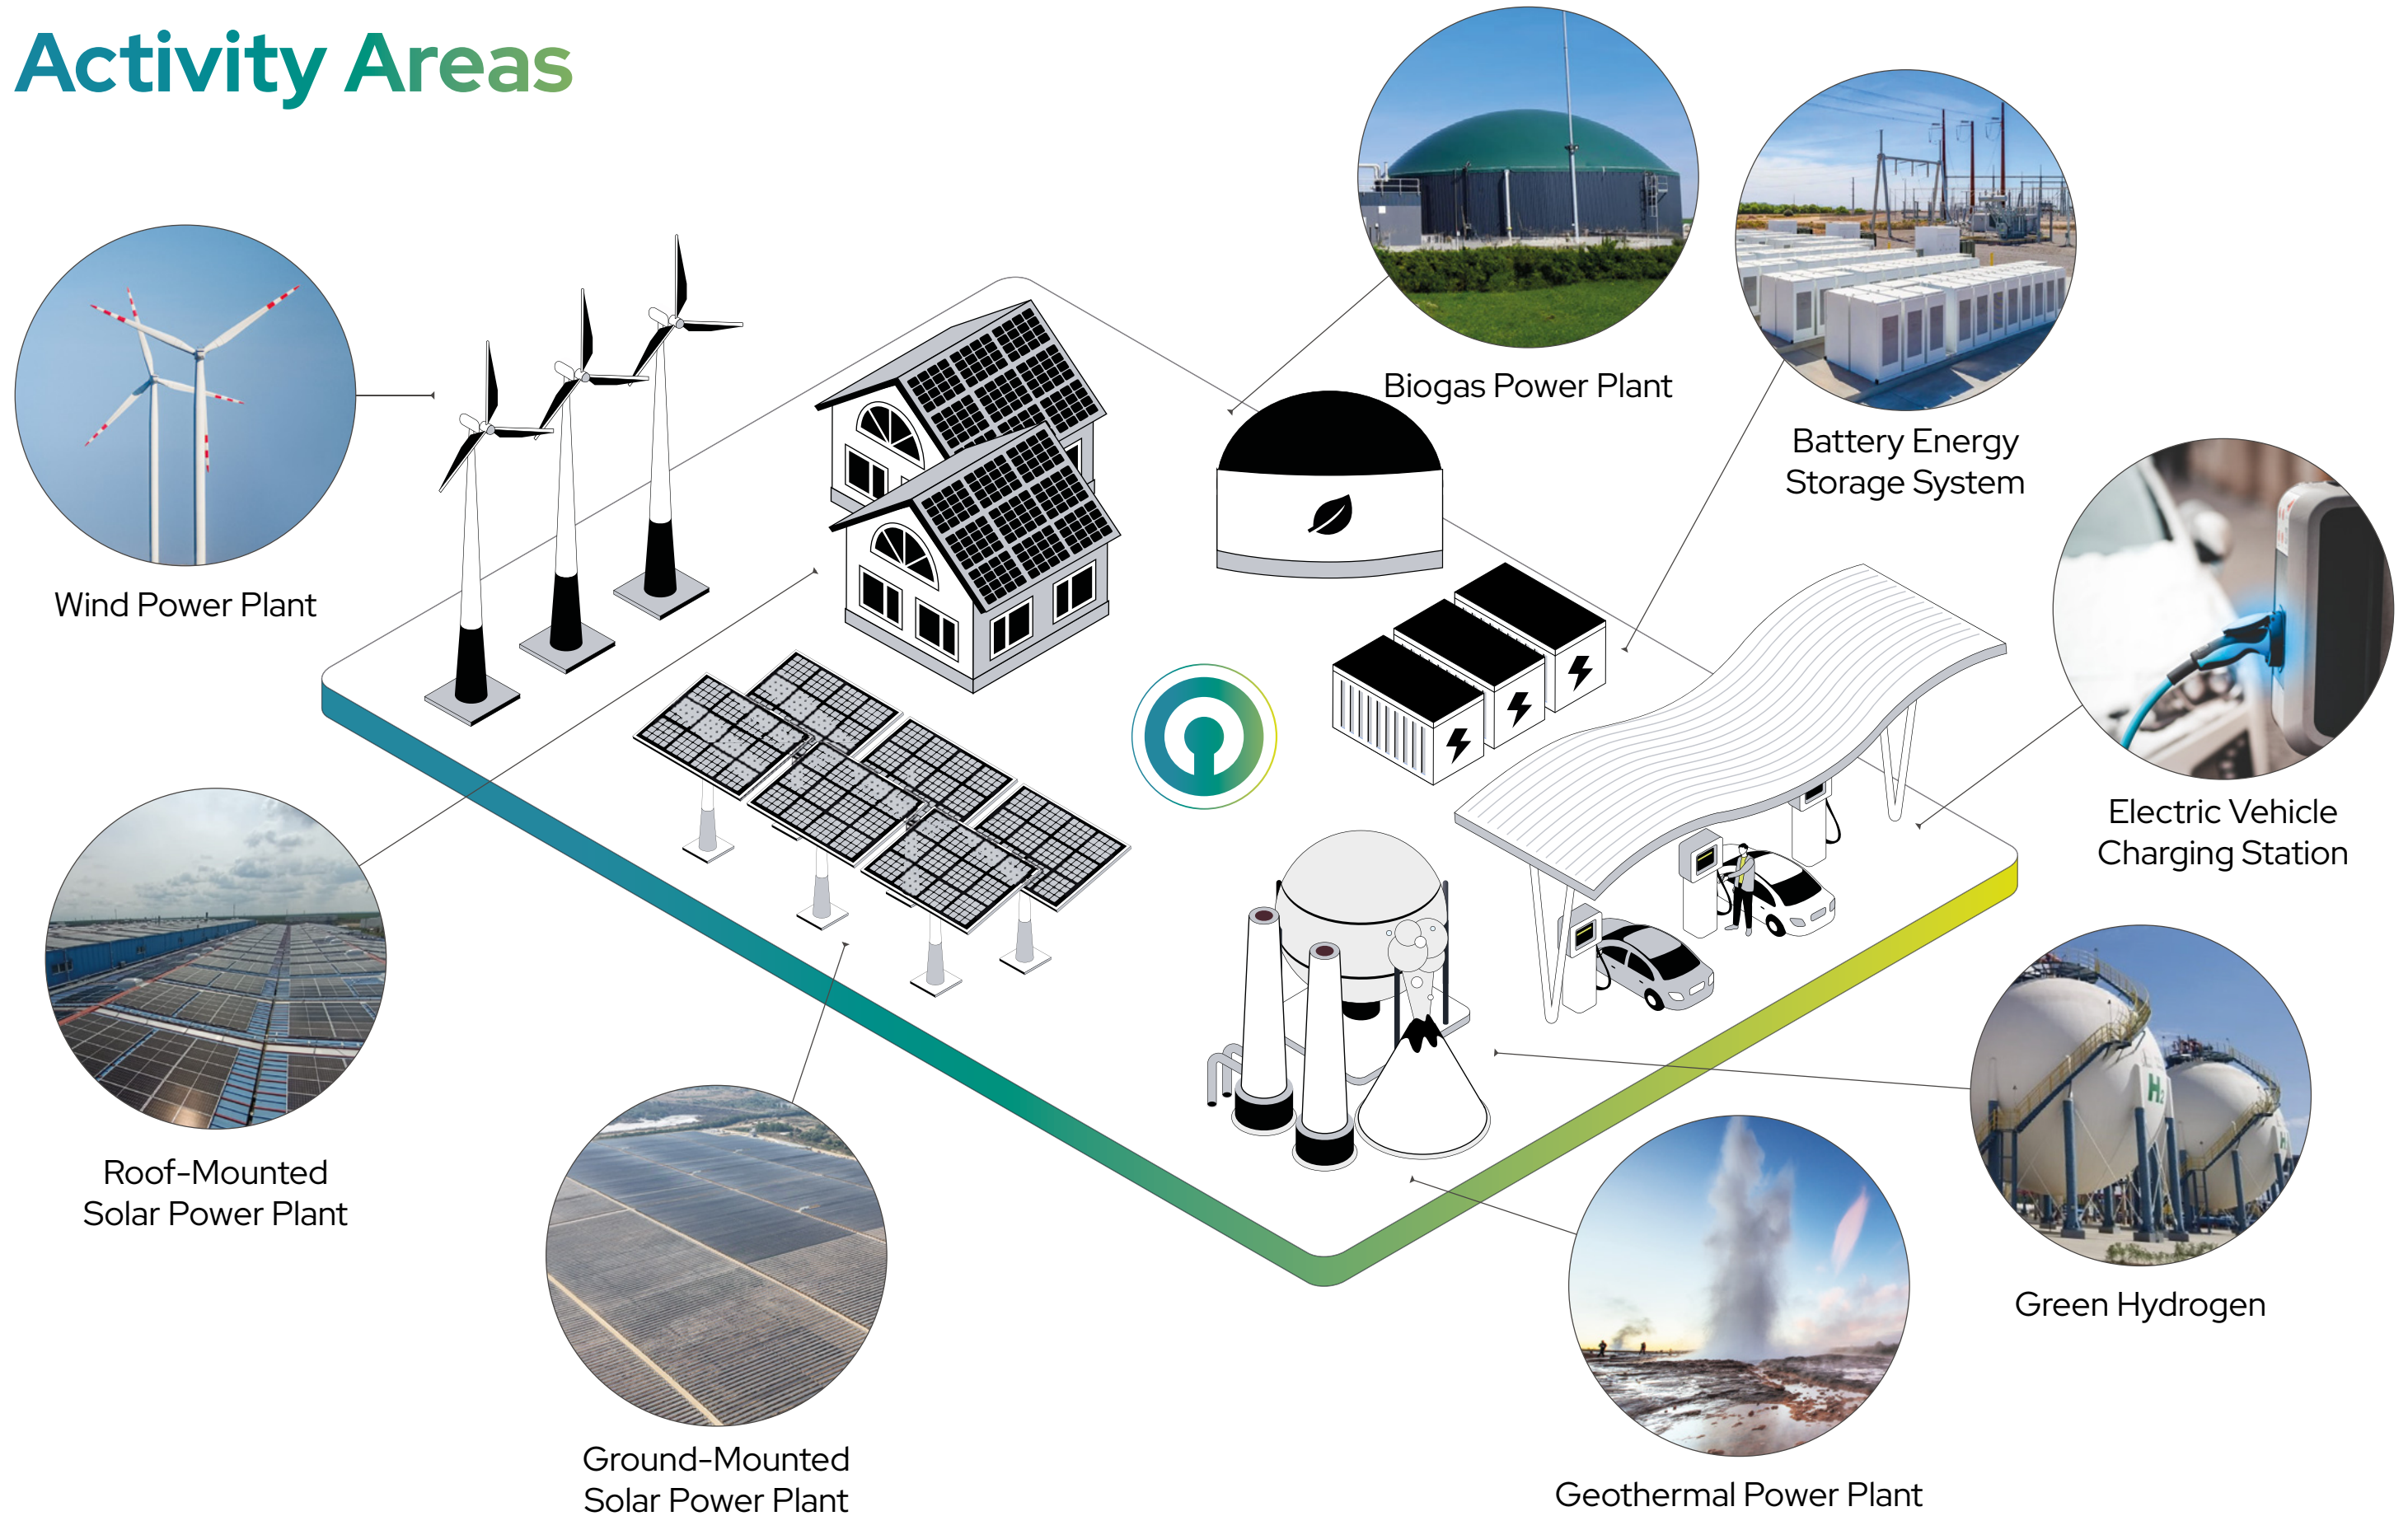 Activity Areas
Biogas Power Plant
Battery Energy
Storage System
Wind Power Plant
Electric Vehicle
Charging Station
Roof-Mounted
Solar Power Plant
H₂
Green Hydrogen
Ground-Mounted
Solar Power Plant
Geothermal Power Plant